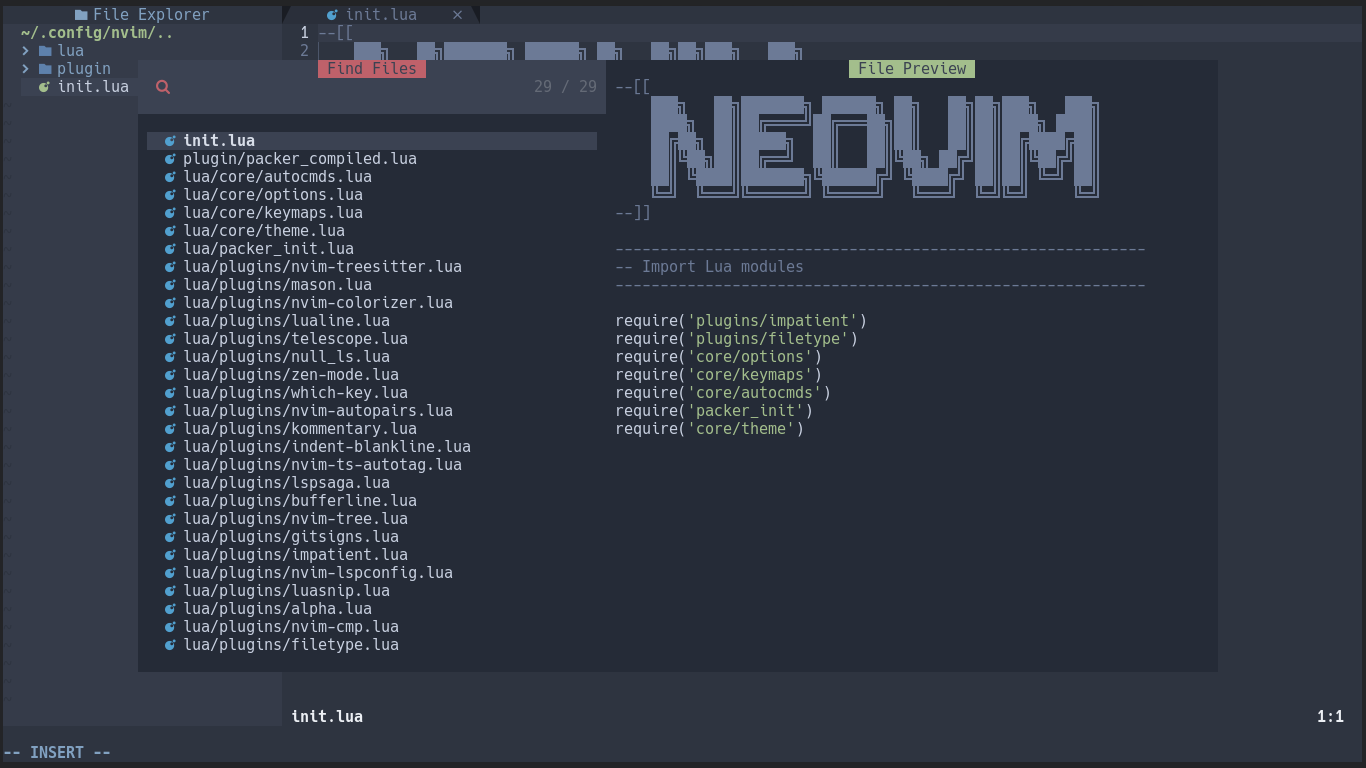 File Explorer
init.lua ×
~/.config/nvim/..
lua
plugin
init.lua
1 --[[
2
Find Files
29 / 29
init.lua
plugin/packer_compiled.lua
lua/core/autocmds.lua
lua/core/options.lua
lua/core/keymaps.lua
lua/core/theme.lua
lua/packer_init.lua
lua/plugins/nvim-treesitter.lua
lua/plugins/mason.lua
lua/plugins/nvim-colorizer.lua
lua/plugins/lualine.lua
lua/plugins/telescope.lua
lua/plugins/null_ls.lua
lua/plugins/zen-mode.lua
lua/plugins/which-key.lua
lua/plugins/nvim-autopairs.lua
lua/plugins/kommentary.lua
lua/plugins/indent-blankline.lua
lua/plugins/nvim-ts-autotag.lua
lua/plugins/lspsaga.lua
lua/plugins/bufferline.lua
lua/plugins/nvim-tree.lua
lua/plugins/gitsigns.lua
lua/plugins/impatient.lua
lua/plugins/nvim-lspconfig.lua
lua/plugins/luasnip.lua
lua/plugins/alpha.lua
lua/plugins/nvim-cmp.lua
lua/plugins/filetype.lua
File Preview
--[[
NEOVIM
--]]
-----------------------------------------------------------
-- Import Lua modules
-----------------------------------------------------------
require('plugins/impatient')
require('plugins/filetype')
require('core/options')
require('core/keymaps')
require('core/autocmds')
require('packer_init')
require('core/theme')
init.lua
1:1
-- INSERT --